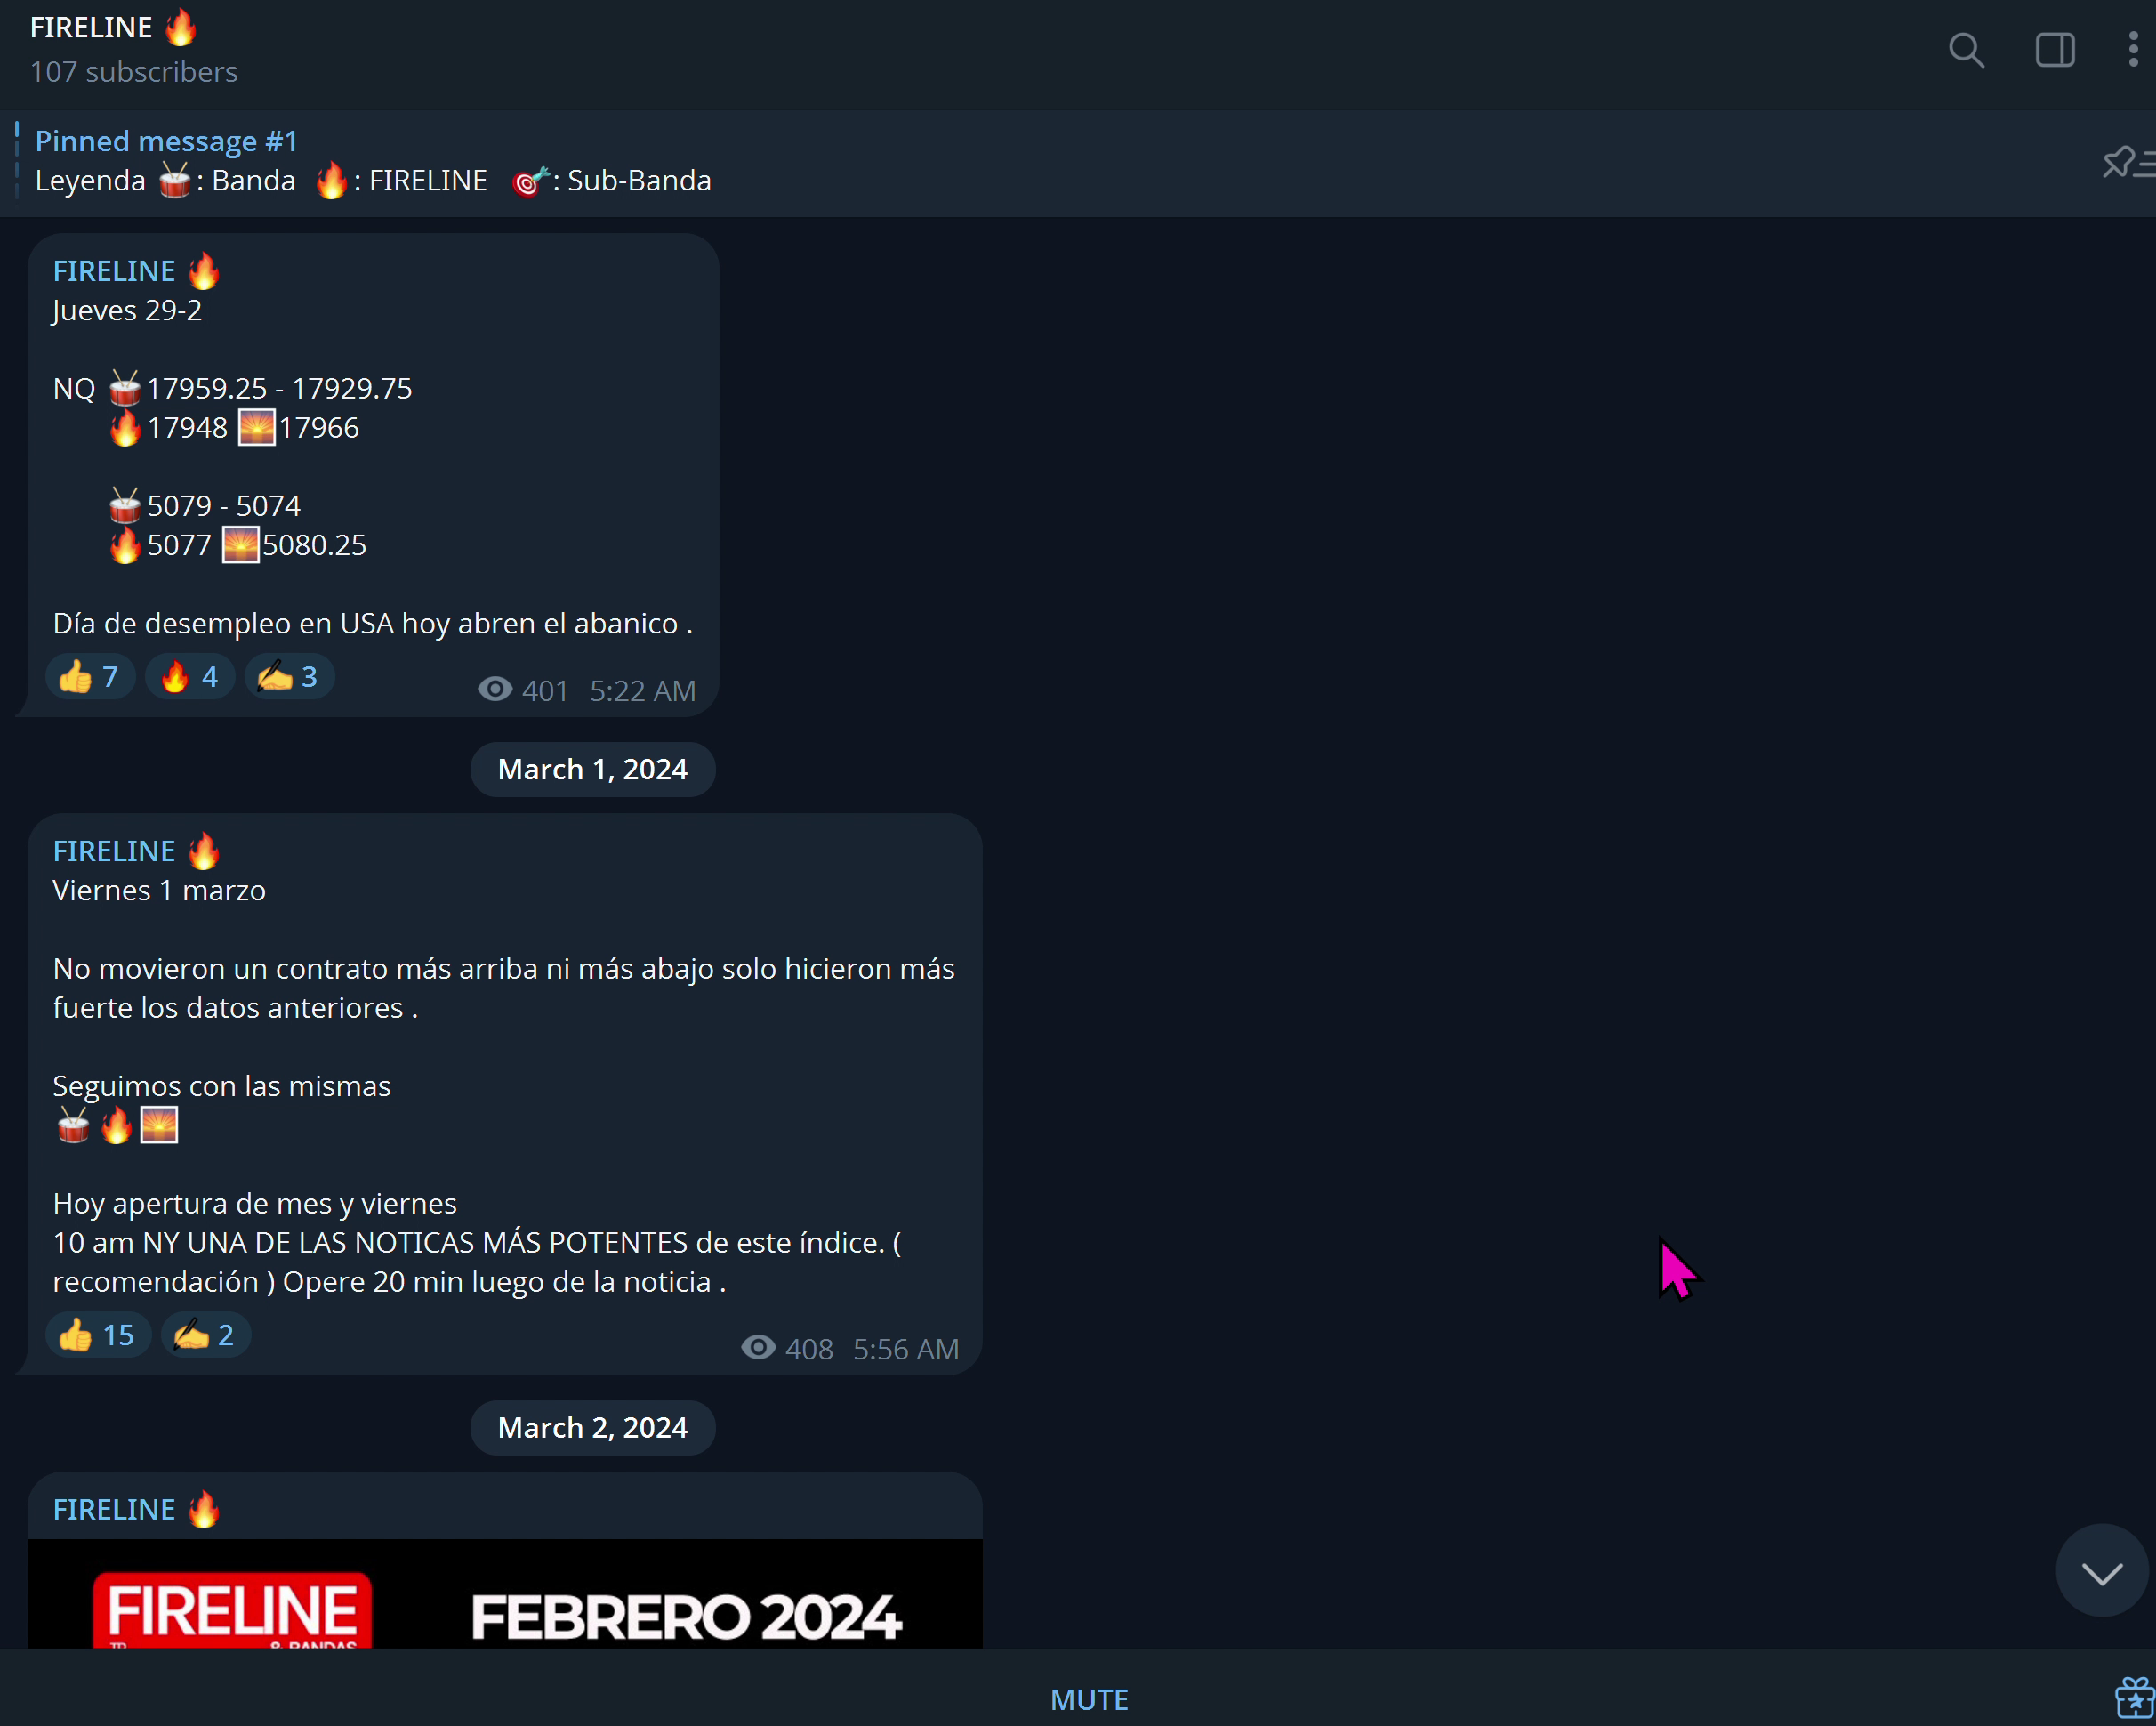 FIRELINE 🔥
107 subscribers
Pinned message #1
Leyenda 🥁: Banda 🔥: FIRELINE 🎯: Sub-Banda
FIRELINE 🔥
Jueves 29-2
NQ 🥁17959.25 - 17929.75
🔥17948 🌅17966
🥁5079 - 5074
🔥5077 🌅5080.25
Día de desempleo en USA hoy abren el abanico .
👍 7 🔥 4 ✍️ 3 401 5:22 AM
March 1, 2024
FIRELINE 🔥
Viernes 1 marzo
No movieron un contrato más arriba ni más abajo solo hicieron más
fuerte los datos anteriores .
Seguimos con las mismas
🥁🔥🌅
Hoy apertura de mes y viernes
10 am NY UNA DE LAS NOTICAS MÁS POTENTES de este índice. (
recomendación ) Opere 20 min luego de la noticia .
👍 15 ✍️ 2 408 5:56 AM
March 2, 2024
FIRELINE 🔥
FIRELINE
& BANDAS
FEBRERO 2024
MUTE